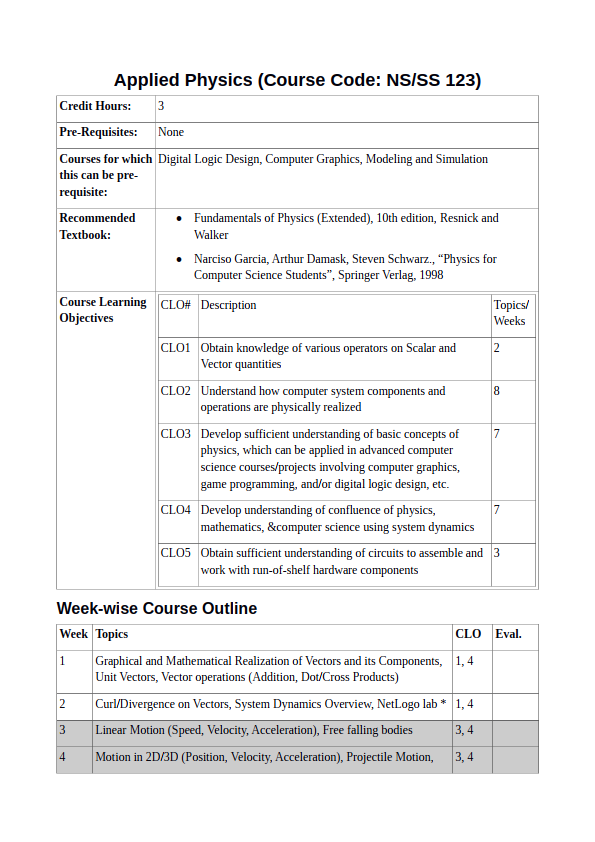 Applied Physics (Course Code: NS/SS 123)
Credit Hours: 3
Pre-Requisites: None
Courses for which this can be pre-requisite: Digital Logic Design, Computer Graphics, Modeling and Simulation
Recommended Textbook:
● Fundamentals of Physics (Extended), 10th edition, Resnick and
Walker
● Narciso Garcia, Arthur Damask, Steven Schwarz., “Physics for
Computer Science Students”, Springer Verlag, 1998
Course Learning
Objectives
CLO# Description Topics/
Weeks
CLO1 Obtain knowledge of various operators on Scalar and 2
Vector quantities
CLO2 Understand how computer system components and 8
operations are physically realized
CLO3 Develop sufficient understanding of basic concepts of 7
physics, which can be applied in advanced computer
science courses/projects involving computer graphics,
game programming, and/or digital logic design, etc.
CLO4 Develop understanding of confluence of physics, 7
mathematics, &computer science using system dynamics
CLO5 Obtain sufficient understanding of circuits to assemble and 3
work with run-of-shelf hardware components
Week-wise Course Outline
Week Topics CLO Eval.
1 Graphical and Mathematical Realization of Vectors and its Components, 1, 4
Unit Vectors, Vector operations (Addition, Dot/Cross Products)
2 Curl/Divergence on Vectors, System Dynamics Overview, NetLogo lab * 1, 4
3 Linear Motion (Speed, Velocity, Acceleration), Free falling bodies 3, 4
4 Motion in 2D/3D (Position, Velocity, Acceleration), Projectile Motion, 3, 4